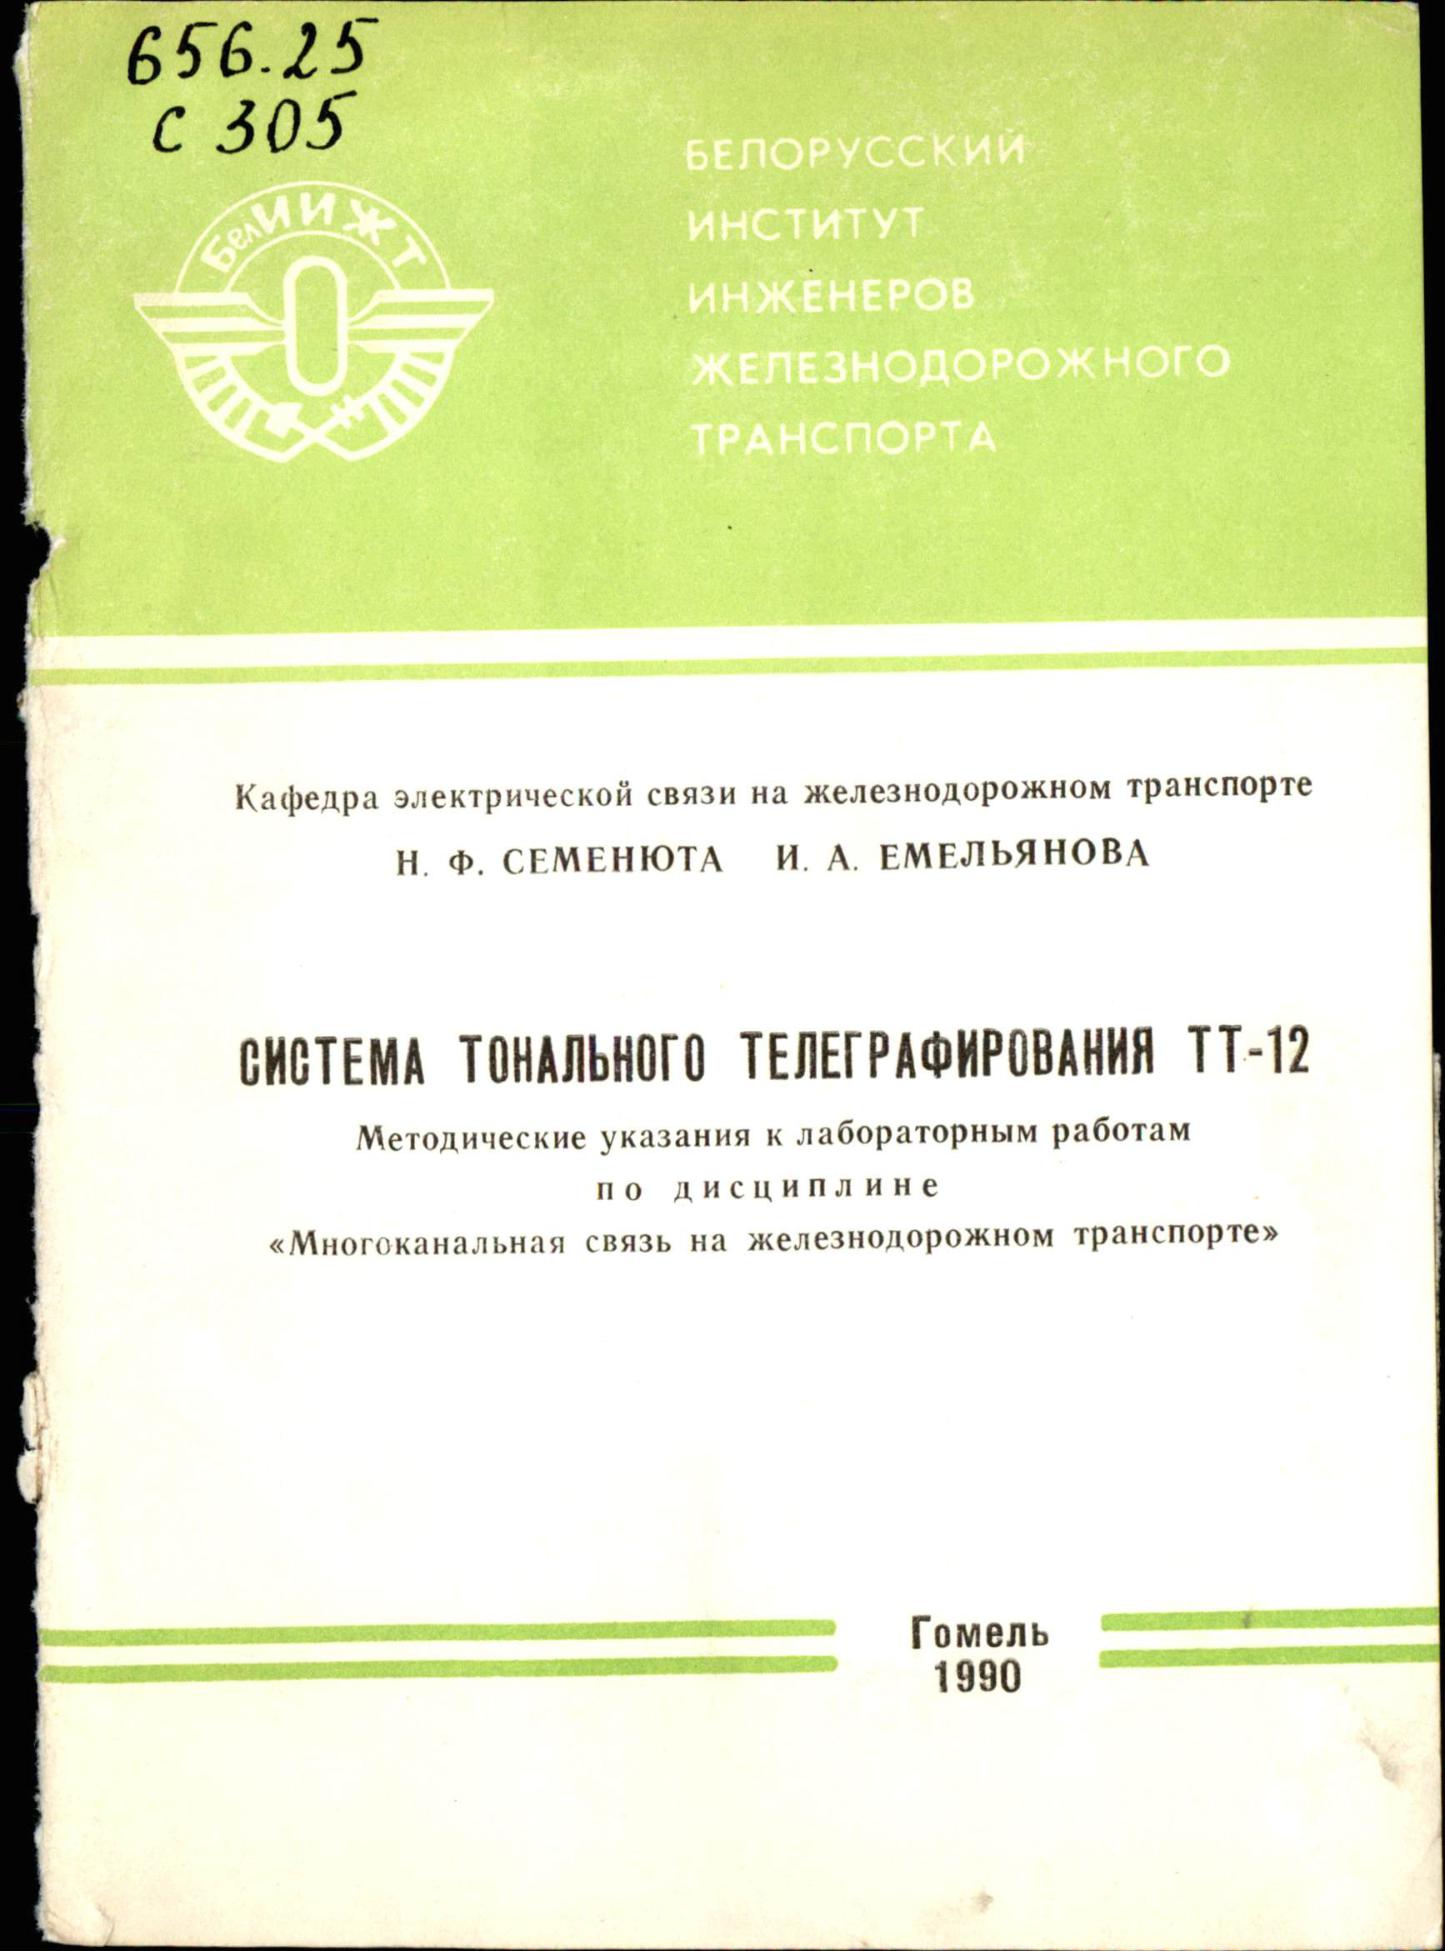 656.25
С 305
БелИИЖТ
БЕЛОРУССКИЙ
ИНСТИТУТ
ИНЖЕНЕРОВ
ЖЕЛЕЗНОДОРОЖНОГО
ТРАНСПОРТА
Кафедра электрической связи на железнодорожном транспорте
Н. Ф. СЕМЕНЮТА И. А. ЕМЕЛЬЯНОВА
СИСТЕМА ТОНАЛЬНОГО ТЕЛЕГРАФИРОВАНИЯ ТТ-12
Методические указания к лабораторным работам
по дисциплине
«Многоканальная связь на железнодорожном транспорте»
Гомель
1990